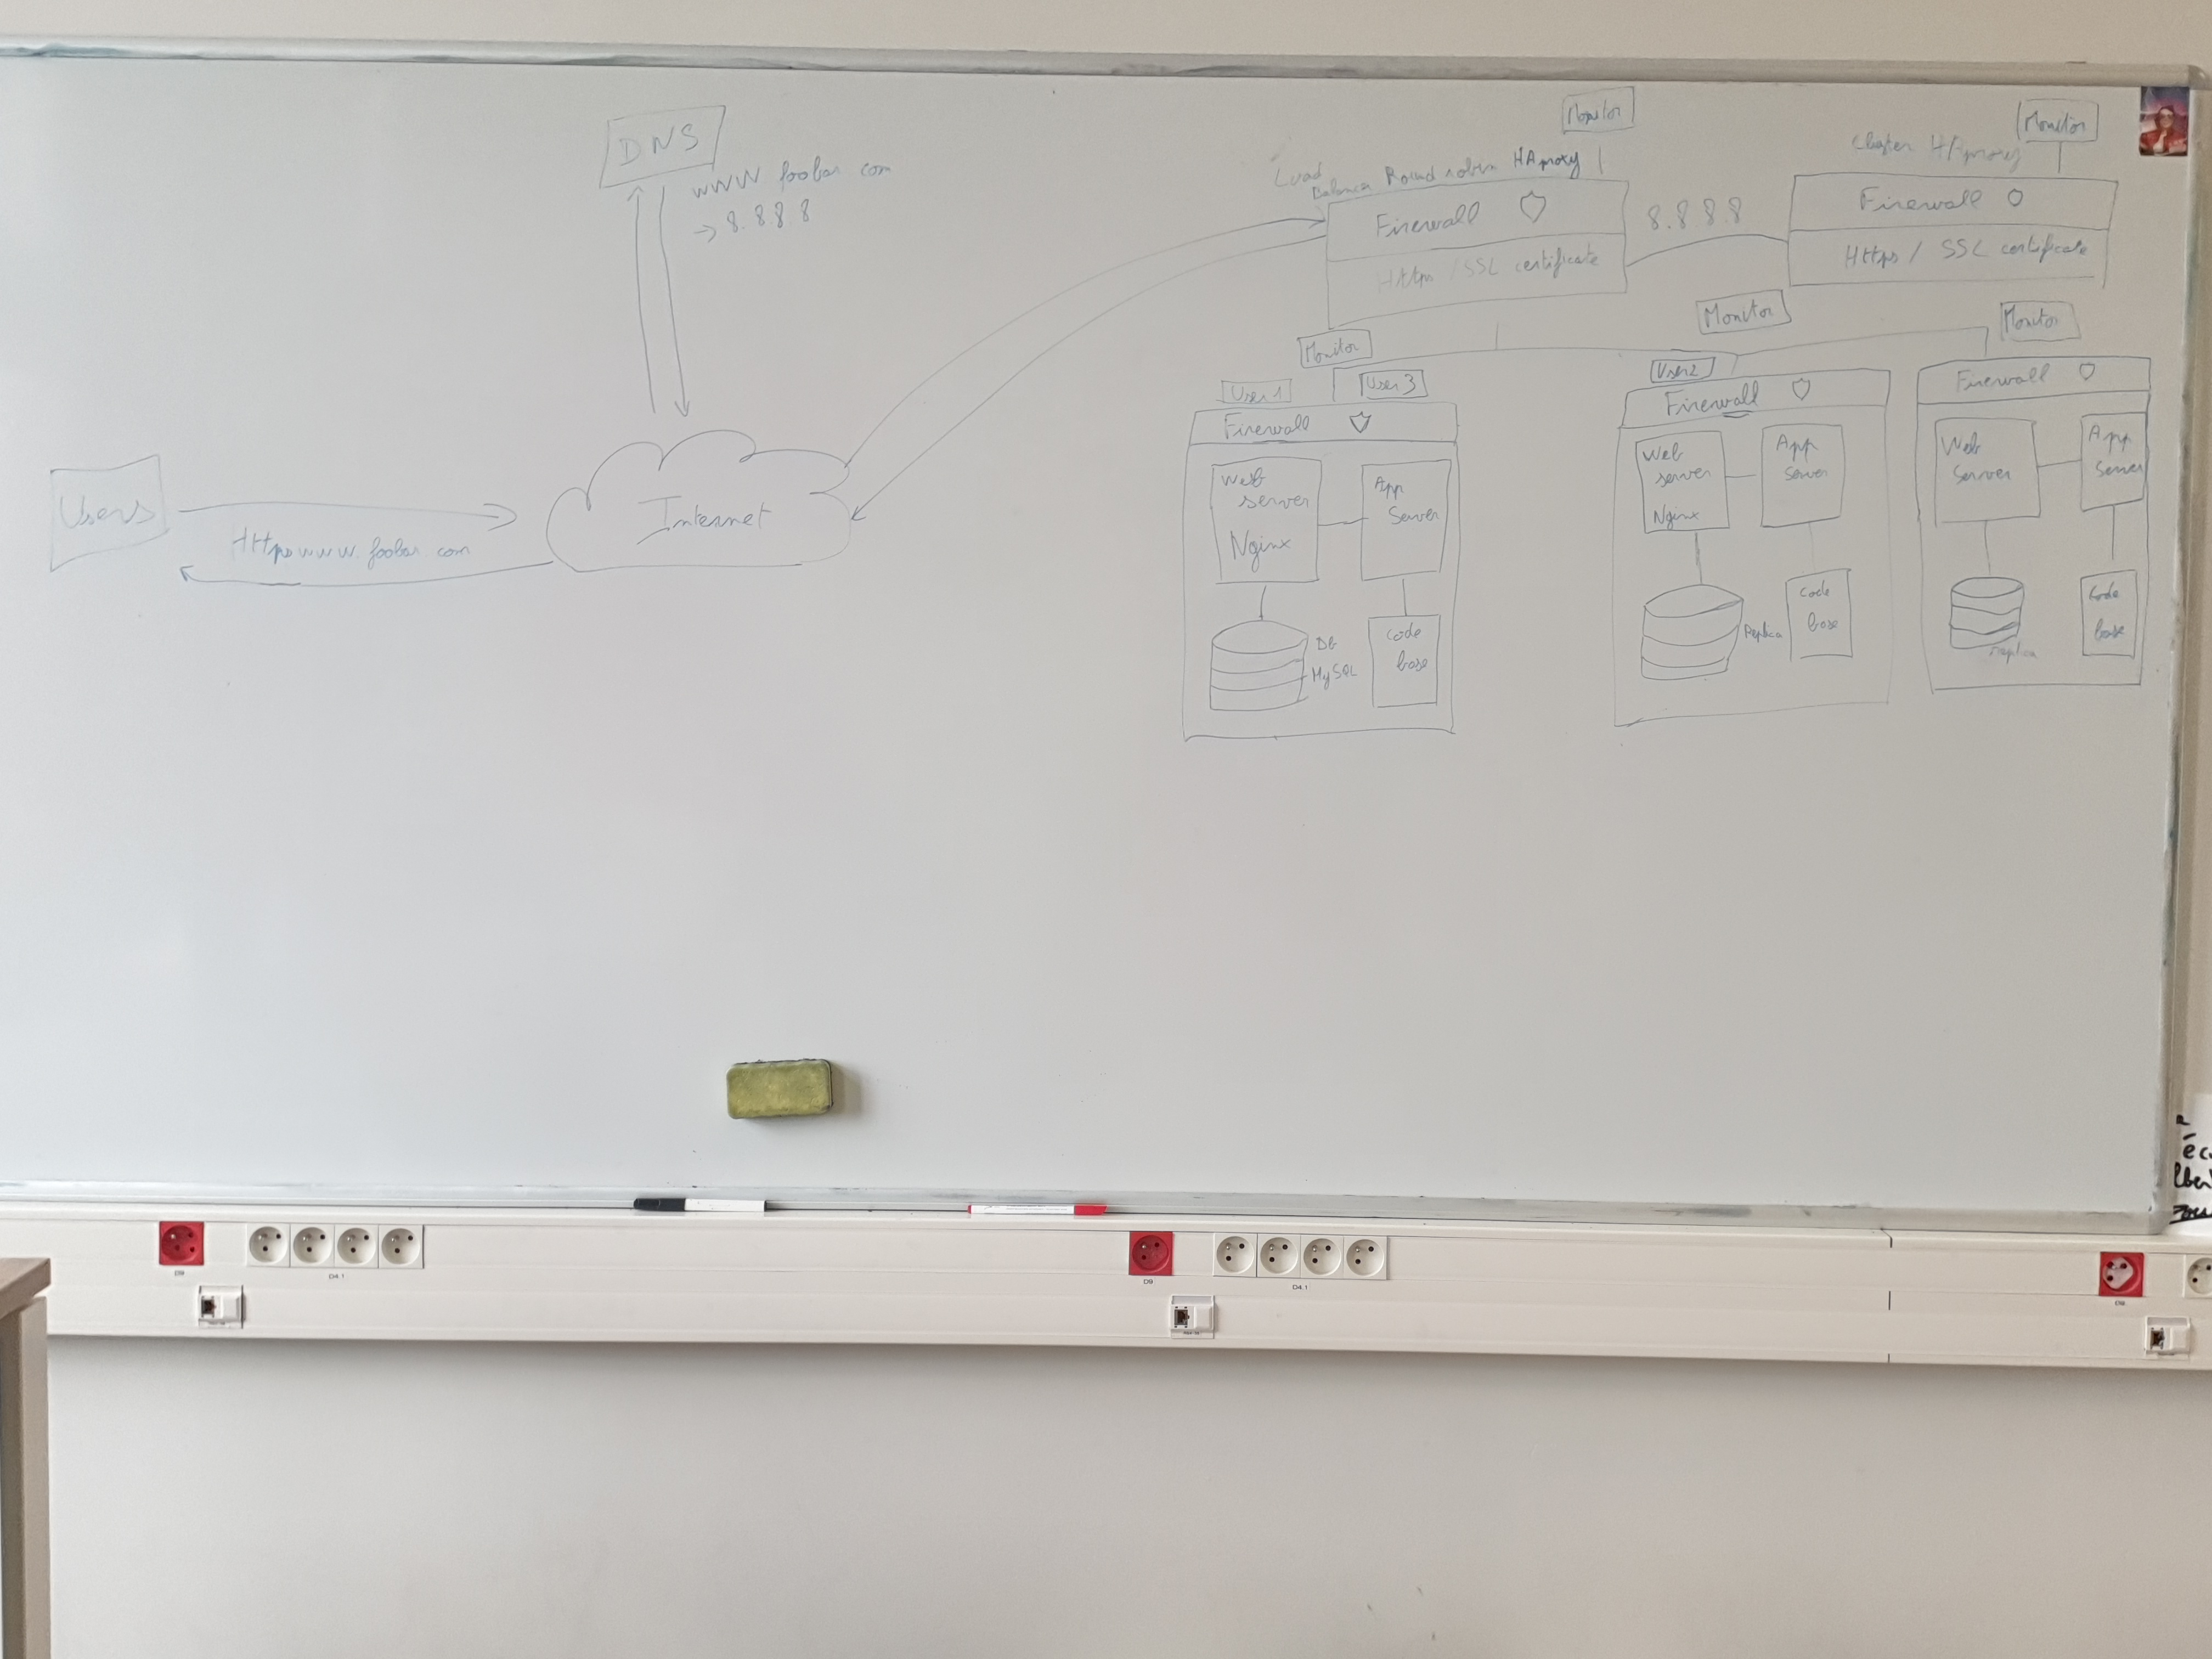 DNS
www foobar com
→ 8.8.8.8
Users
Https www.foobar com
Internet
Monitor
Load
Balancer Round robin HAproxy
Firewall
Https / SSL certificate
8.8.8.8
Monitor
HAproxy
Firewall
Https / SSL certificate
Monitor
User 1
User 3
Firewall
Web
server
Nginx
App
Server
Db
MySQL
code
base
Monitor
User 2
Firewall
Web
server
Nginx
App
server
Replica
code
base
Monitor
Firewall
Web
Server
App
Server
replica
Code
base
D9
D4.1
D9
D4.1
D9